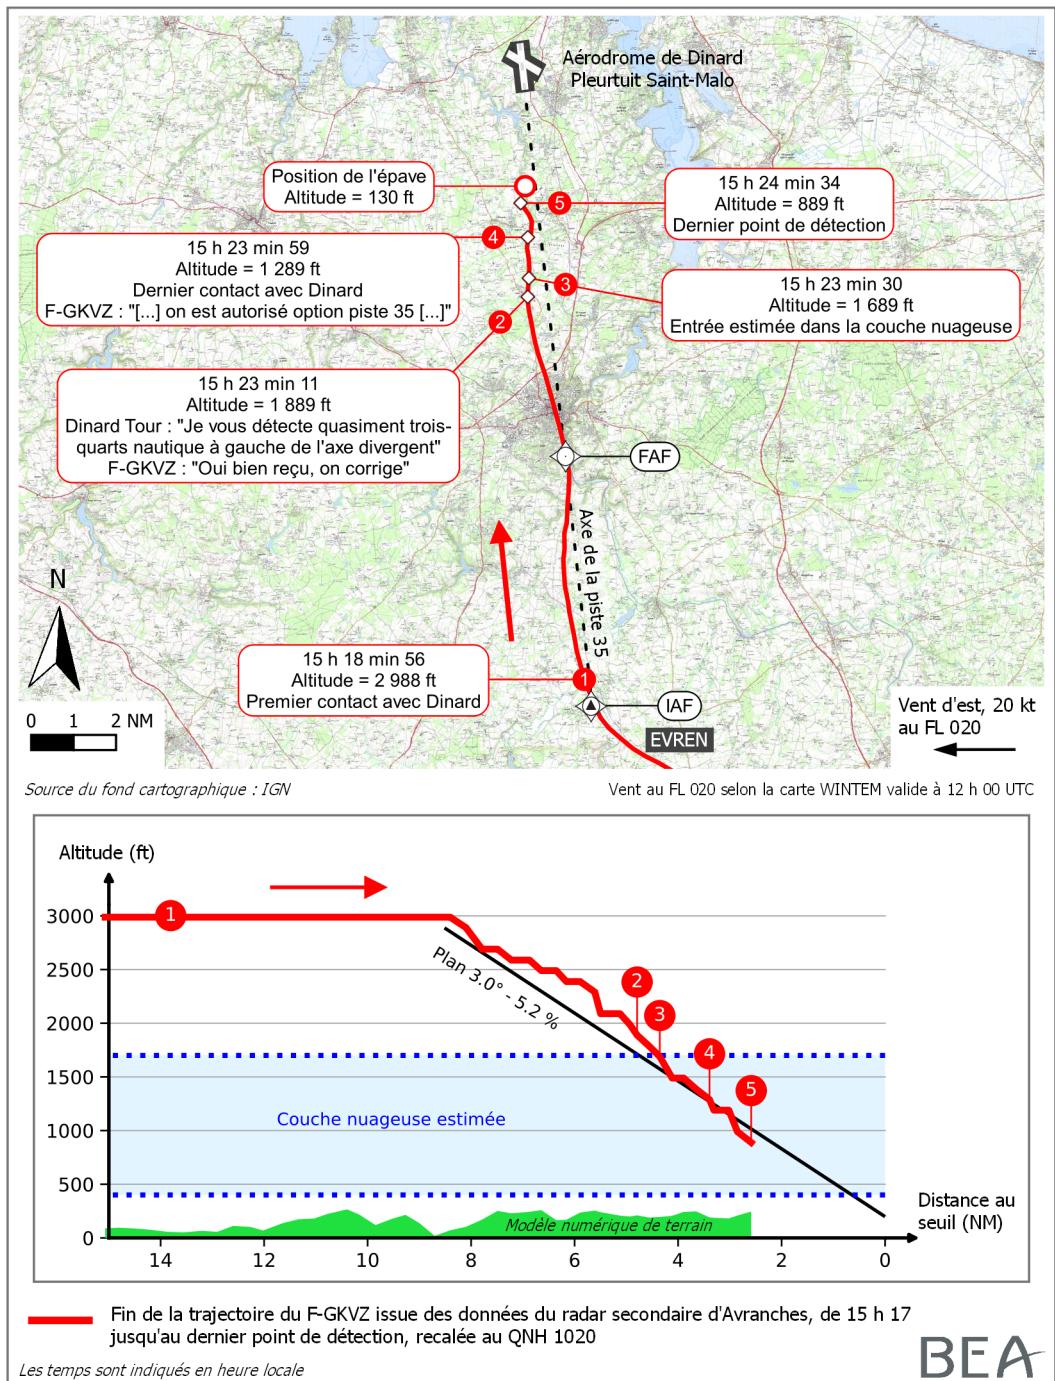 Aérodrome de Dinard
Pleurtuit Saint-Malo
Position de l'épave
Altitude = 130 ft
15 h 24 min 34
Altitude = 889 ft
Dernier point de détection
5
4
15 h 23 min 59
Altitude = 1 289 ft
Dernier contact avec Dinard
F-GKVZ : "[...] on est autorisé option piste 35 [...]"
3
15 h 23 min 30
Altitude = 1 689 ft
Entrée estimée dans la couche nuageuse
2
15 h 23 min 11
Altitude = 1 889 ft
Dinard Tour : "Je vous détecte quasiment trois-
quarts nautique à gauche de l'axe divergent"
F-GKVZ : "Oui bien reçu, on corrige"
FAF
Axe de la piste 35
N
15 h 18 min 56
Altitude = 2 988 ft
Premier contact avec Dinard
1
IAF
EVREN
0 1 2 NM
Vent d'est, 20 kt
au FL 020
Source du fond cartographique : IGN
Vent au FL 020 selon la carte WINTEM valide à 12 h 00 UTC
Altitude (ft)
3000
2500
2000
1500
1000
500
0
1
Plan 3.0° - 5.2 %
2
3
4
5
Couche nuageuse estimée
Modèle numérique de terrain
Distance au
seuil (NM)
14 12 10 8 6 4 2 0
Fin de la trajectoire du F-GKVZ issue des données du radar secondaire d'Avranches, de 15 h 17
jusqu'au dernier point de détection, recalée au QNH 1020
Les temps sont indiqués en heure locale
BEA